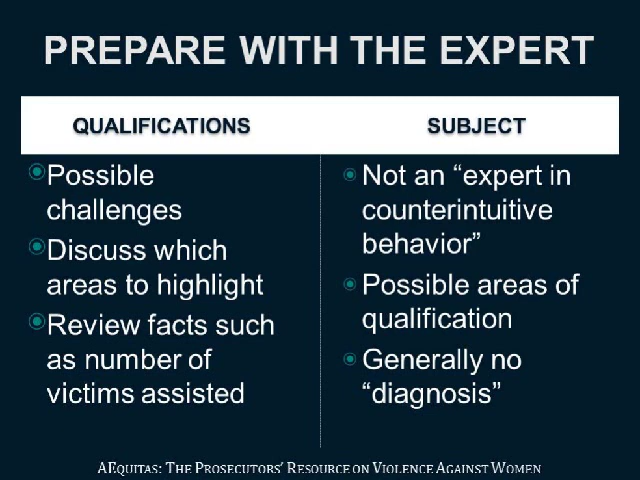 PREPARE WITH THE EXPERT
QUALIFICATIONS
Possible
challenges
Discuss which
areas to highlight
Review facts such
as number of
victims assisted
SUBJECT
Not an “expert in
counterintuitive
behavior”
Possible areas of
qualification
Generally no
“diagnosis”
AEQUITAS: THE PROSECUTORS’ RESOURCE ON VIOLENCE AGAINST WOMEN